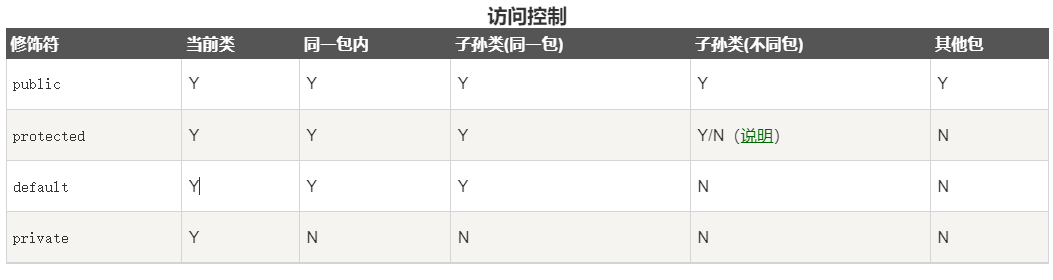 访问控制
修饰符 当前类 同一包内 子孙类(同一包) 子孙类(不同包) 其他包
public Y Y Y Y Y
protected Y Y Y Y/N（说明） N
default Y Y Y N N
private Y N N N N